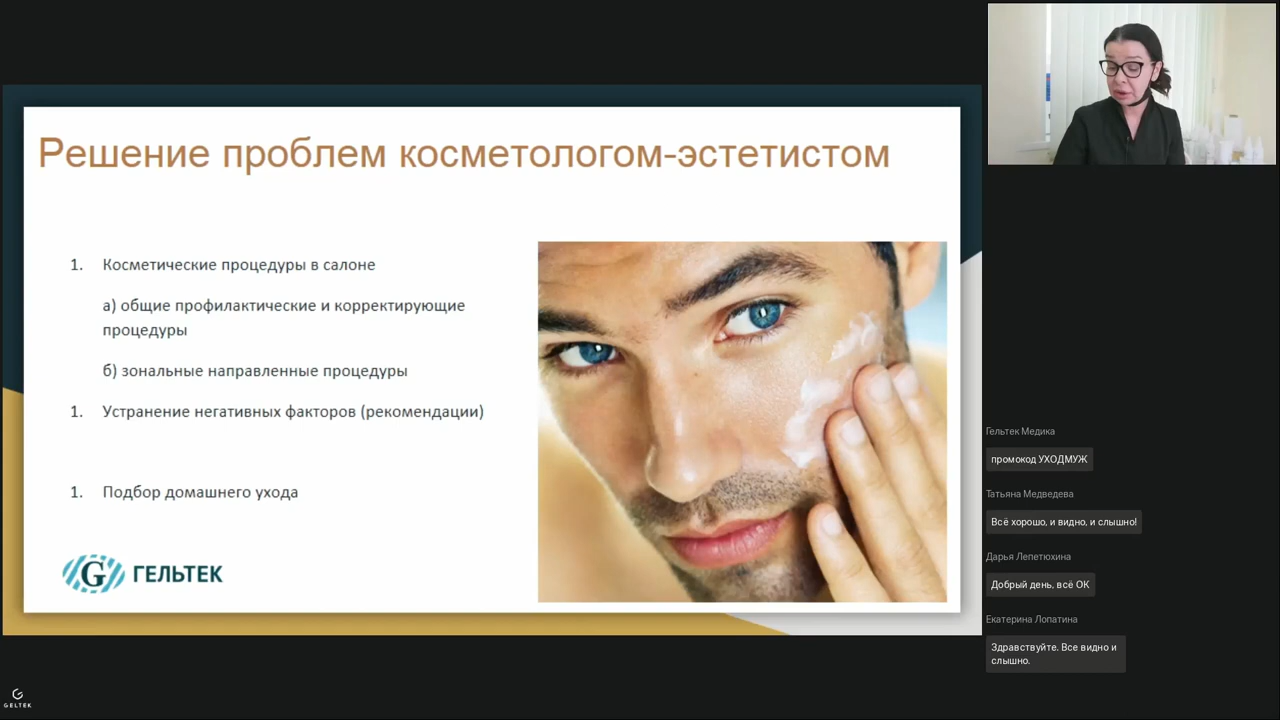 Решение проблем косметологом-эстетистом
1. Косметические процедуры в салоне
а) общие профилактические и корректирующие
процедуры
б) зональные направленные процедуры
1. Устранение негативных факторов (рекомендации)
1. Подбор домашнего ухода
G ГЕЛЬТЕК
Гельтек Медика
промокод УХОДМУЖ
Татьяна Медведева
Всё хорошо, и видно, и слышно!
Дарья Лепетюхина
Добрый день, всё ОК
Екатерина Лопатина
Здравствуйте. Все видно и
слышно.
GELTEK